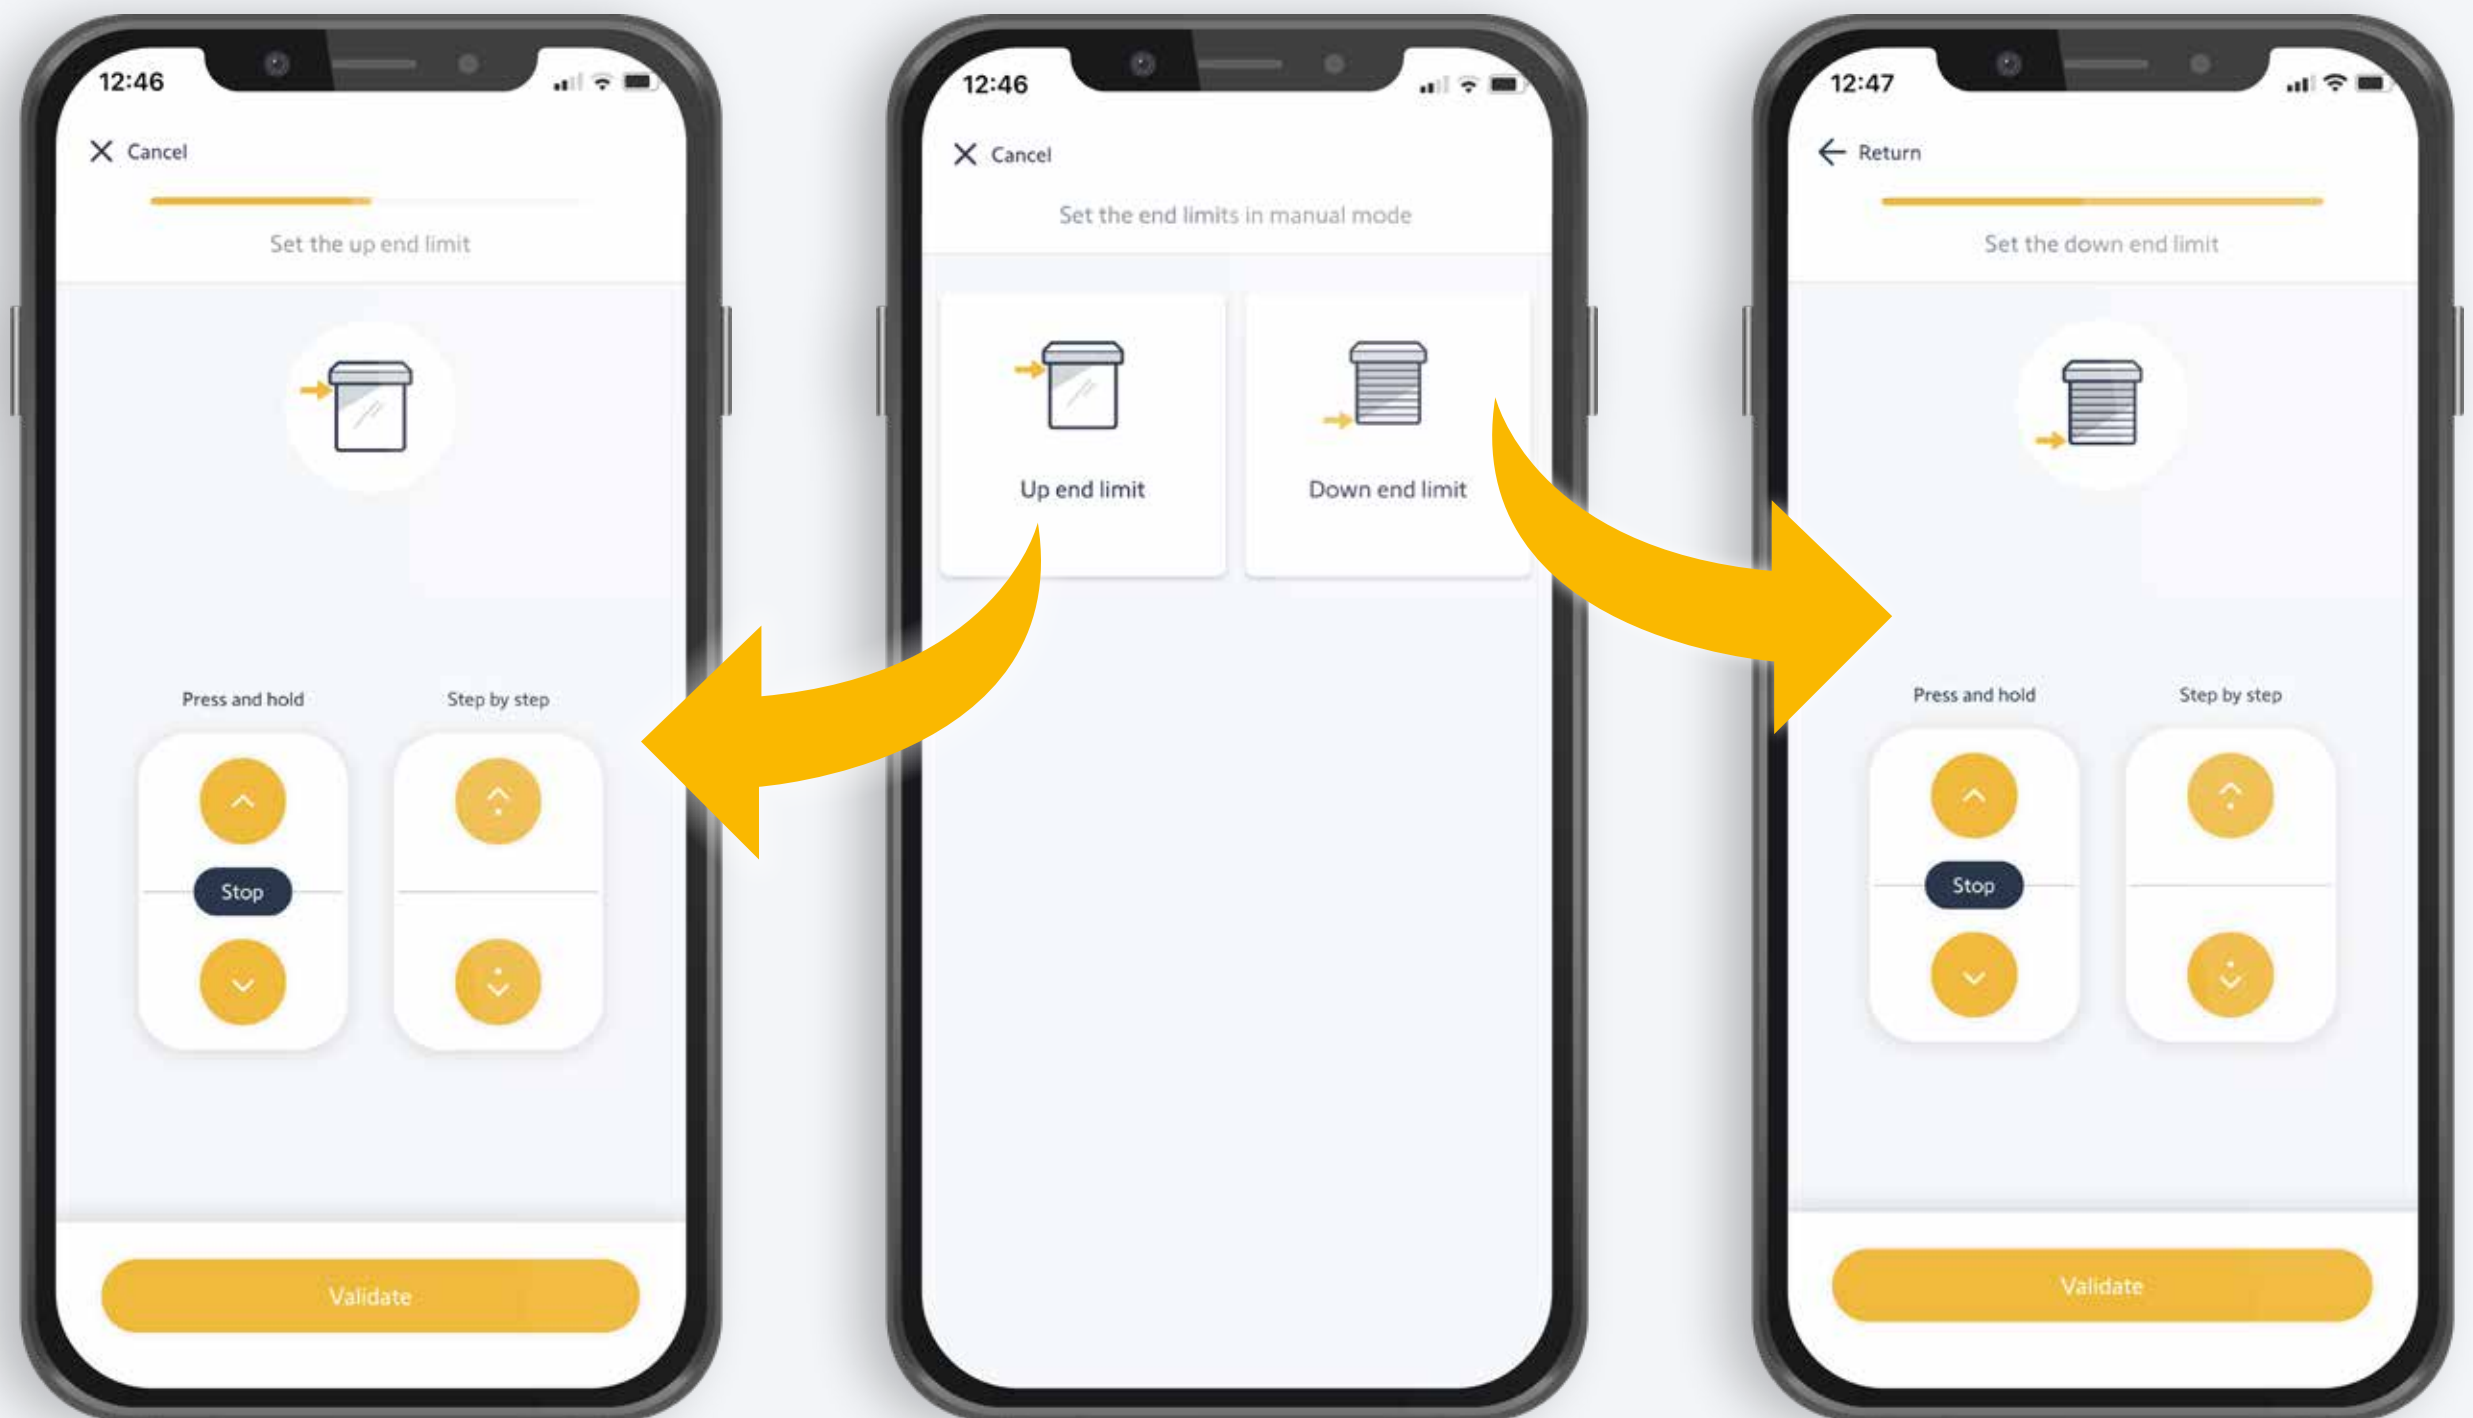 12:46
Cancel
Set the up end limit
Press and hold
Step by step
Stop
Validate
12:46
Cancel
Set the end limits in manual mode
Up end limit
Down end limit
12:47
Return
Set the down end limit
Press and hold
Step by step
Stop
Validate